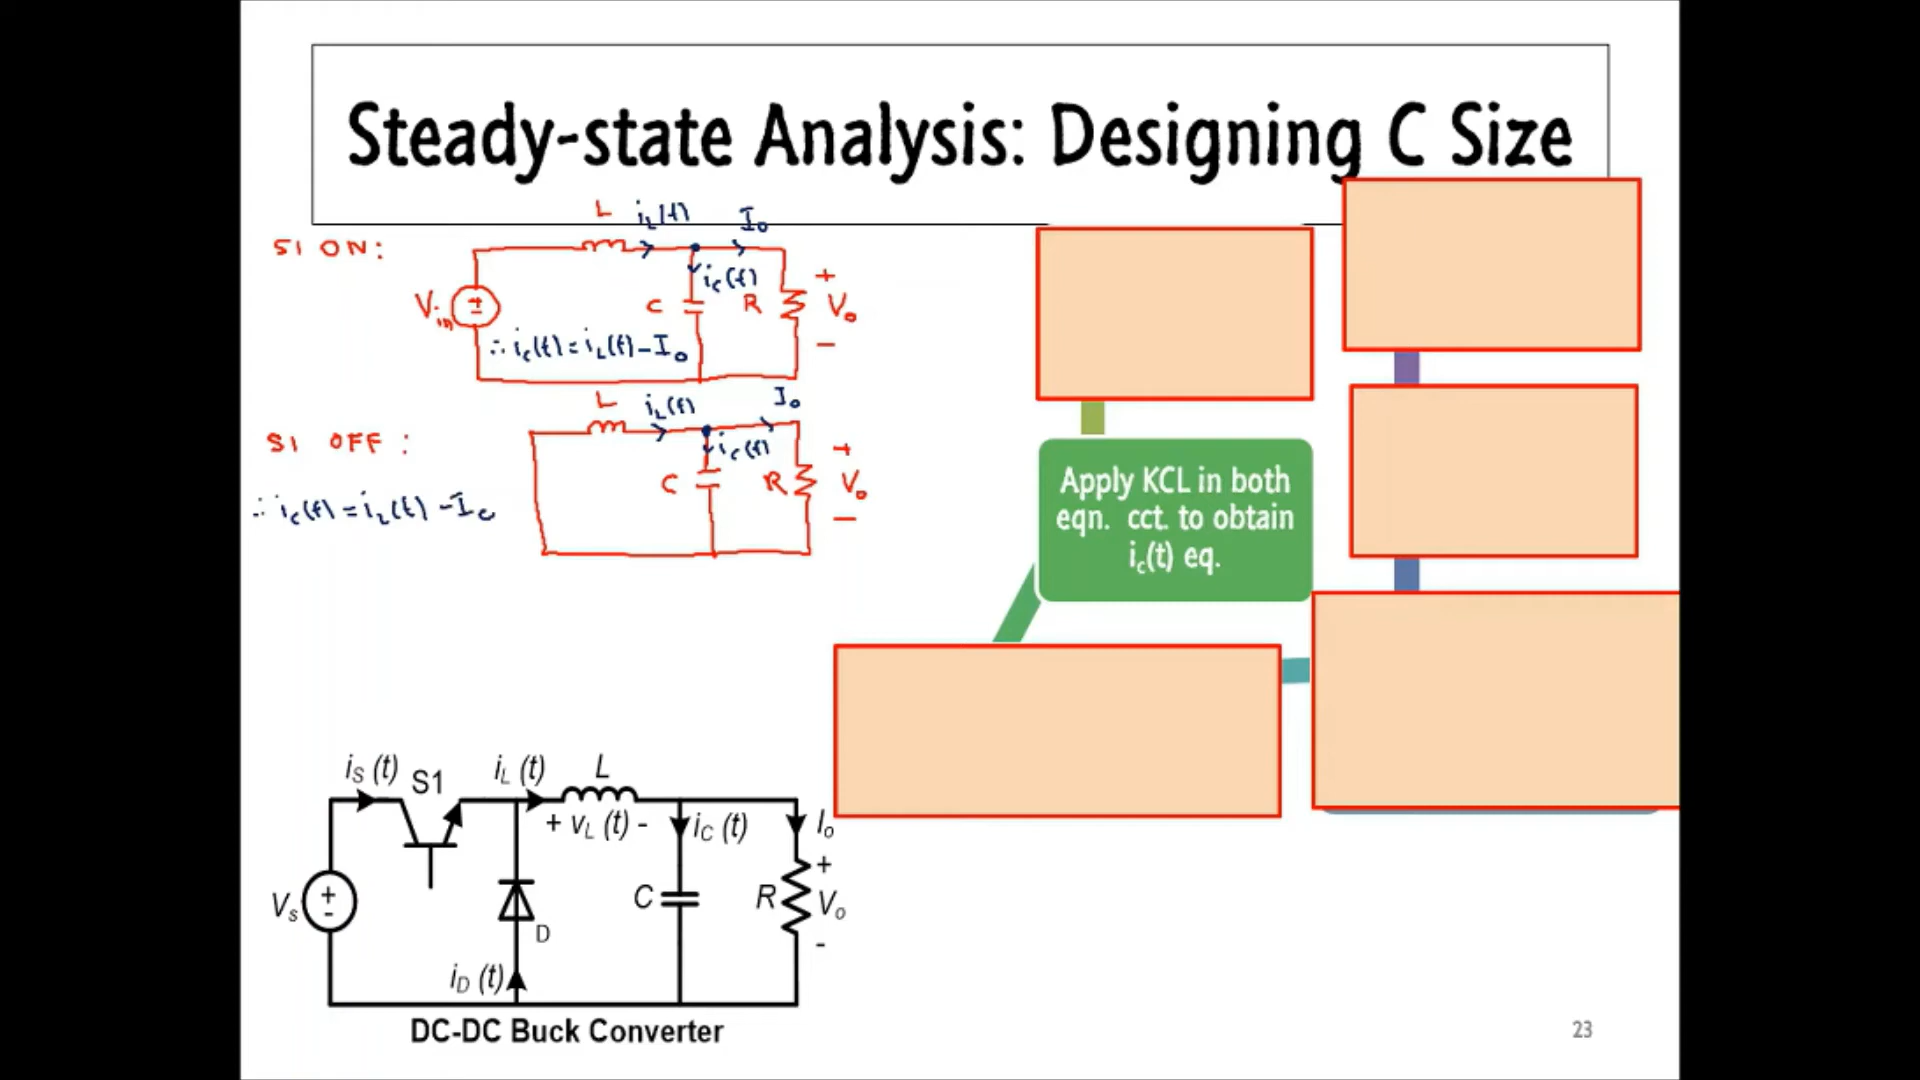 Steady-state Analysis: Designing C Size
S1 ON:
L
iL(t)
Io
ic(t)
Vin
+
-
C
R
+
Vo
-
∴ ic(t) = iL(t) - Io
S1 OFF:
L
iL(t)
Io
ic(t)
C
R
+
Vo
-
∴ ic(t) = iL(t) - Ic
Apply KCL in both
eqn. cct. to obtain
ic(t) eq.
iS (t)
S1
iL (t)
L
+ vL (t) -
iC (t)
Io
Vs
+
-
D
C
R
+
Vo
-
iD (t)
DC-DC Buck Converter
23